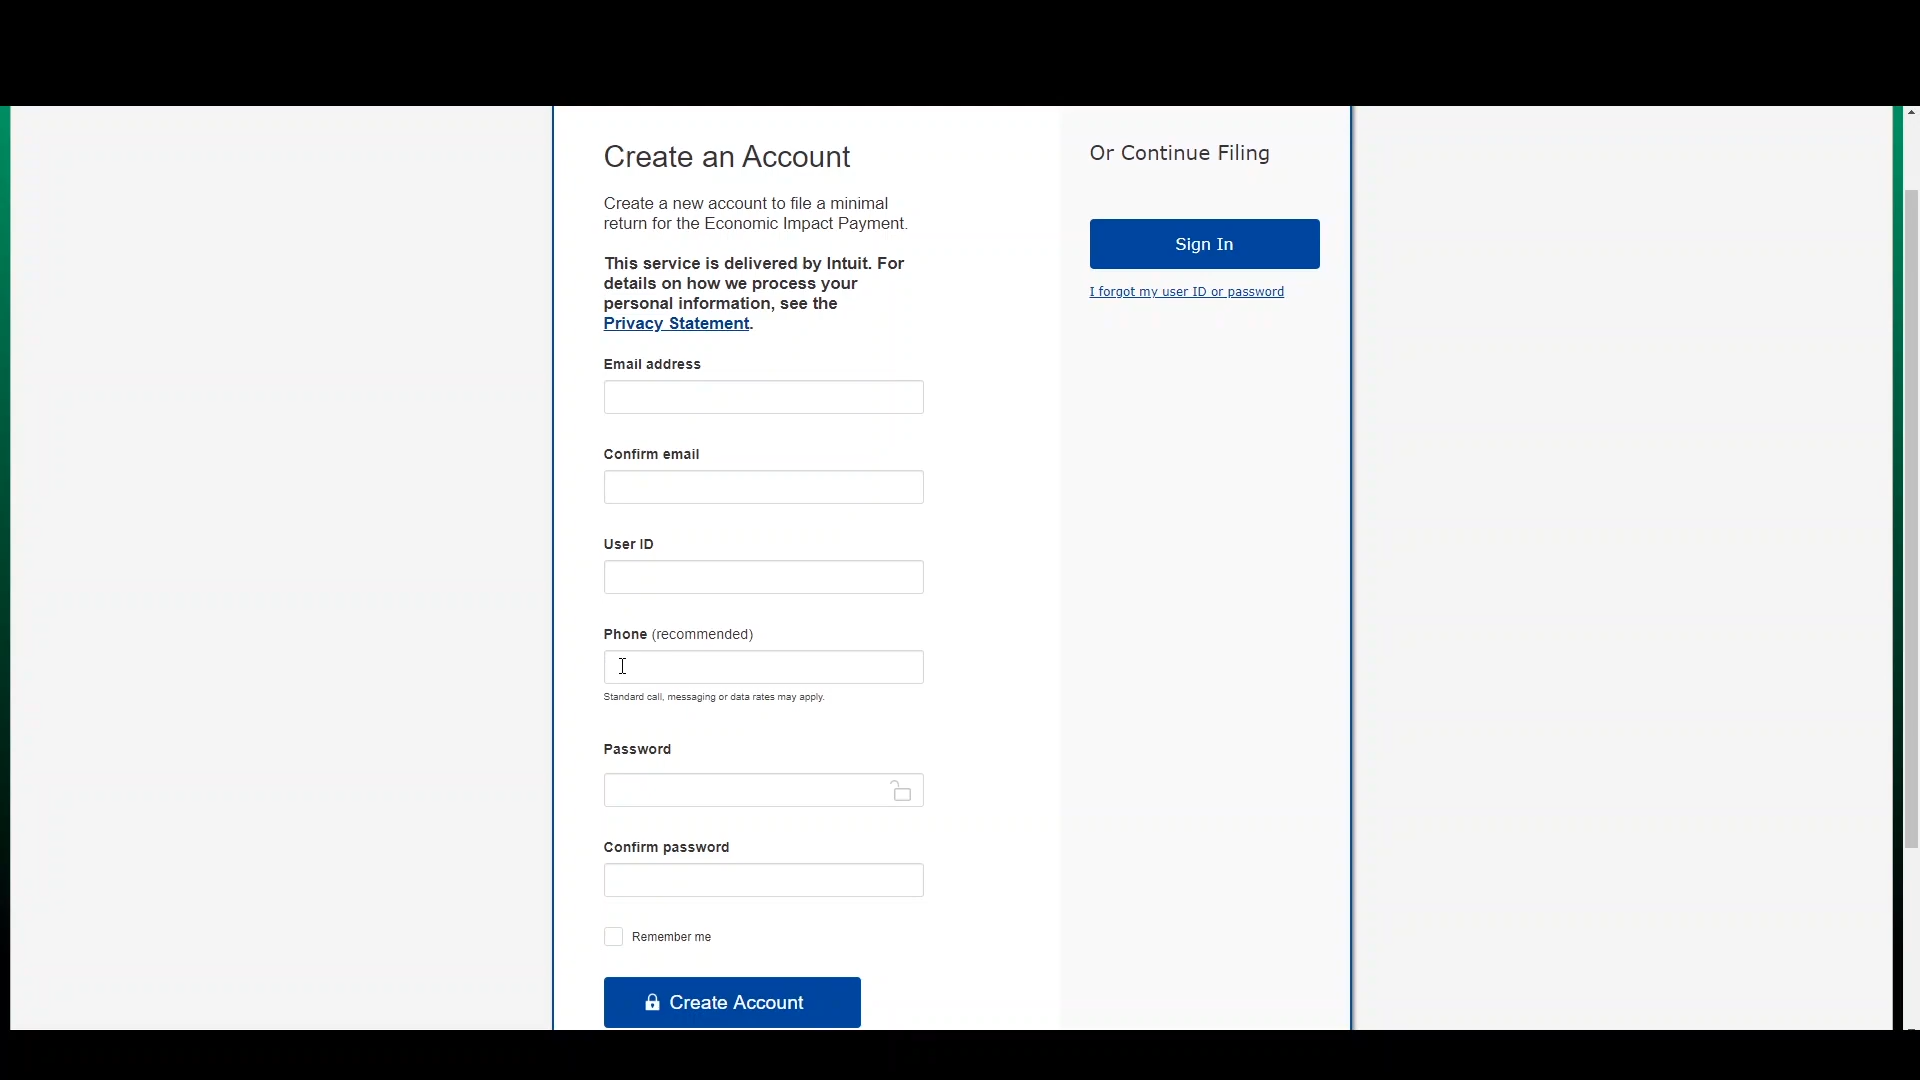 Create an Account
Create a new account to file a minimal
return for the Economic Impact Payment.
This service is delivered by Intuit. For
details on how we process your
personal information, see the
Privacy Statement.
Email address
Confirm email
User ID
Phone (recommended)
Standard call, messaging or data rates may apply.
Password
Confirm password
Remember me
Create Account
Or Continue Filing
Sign In
I forgot my user ID or password